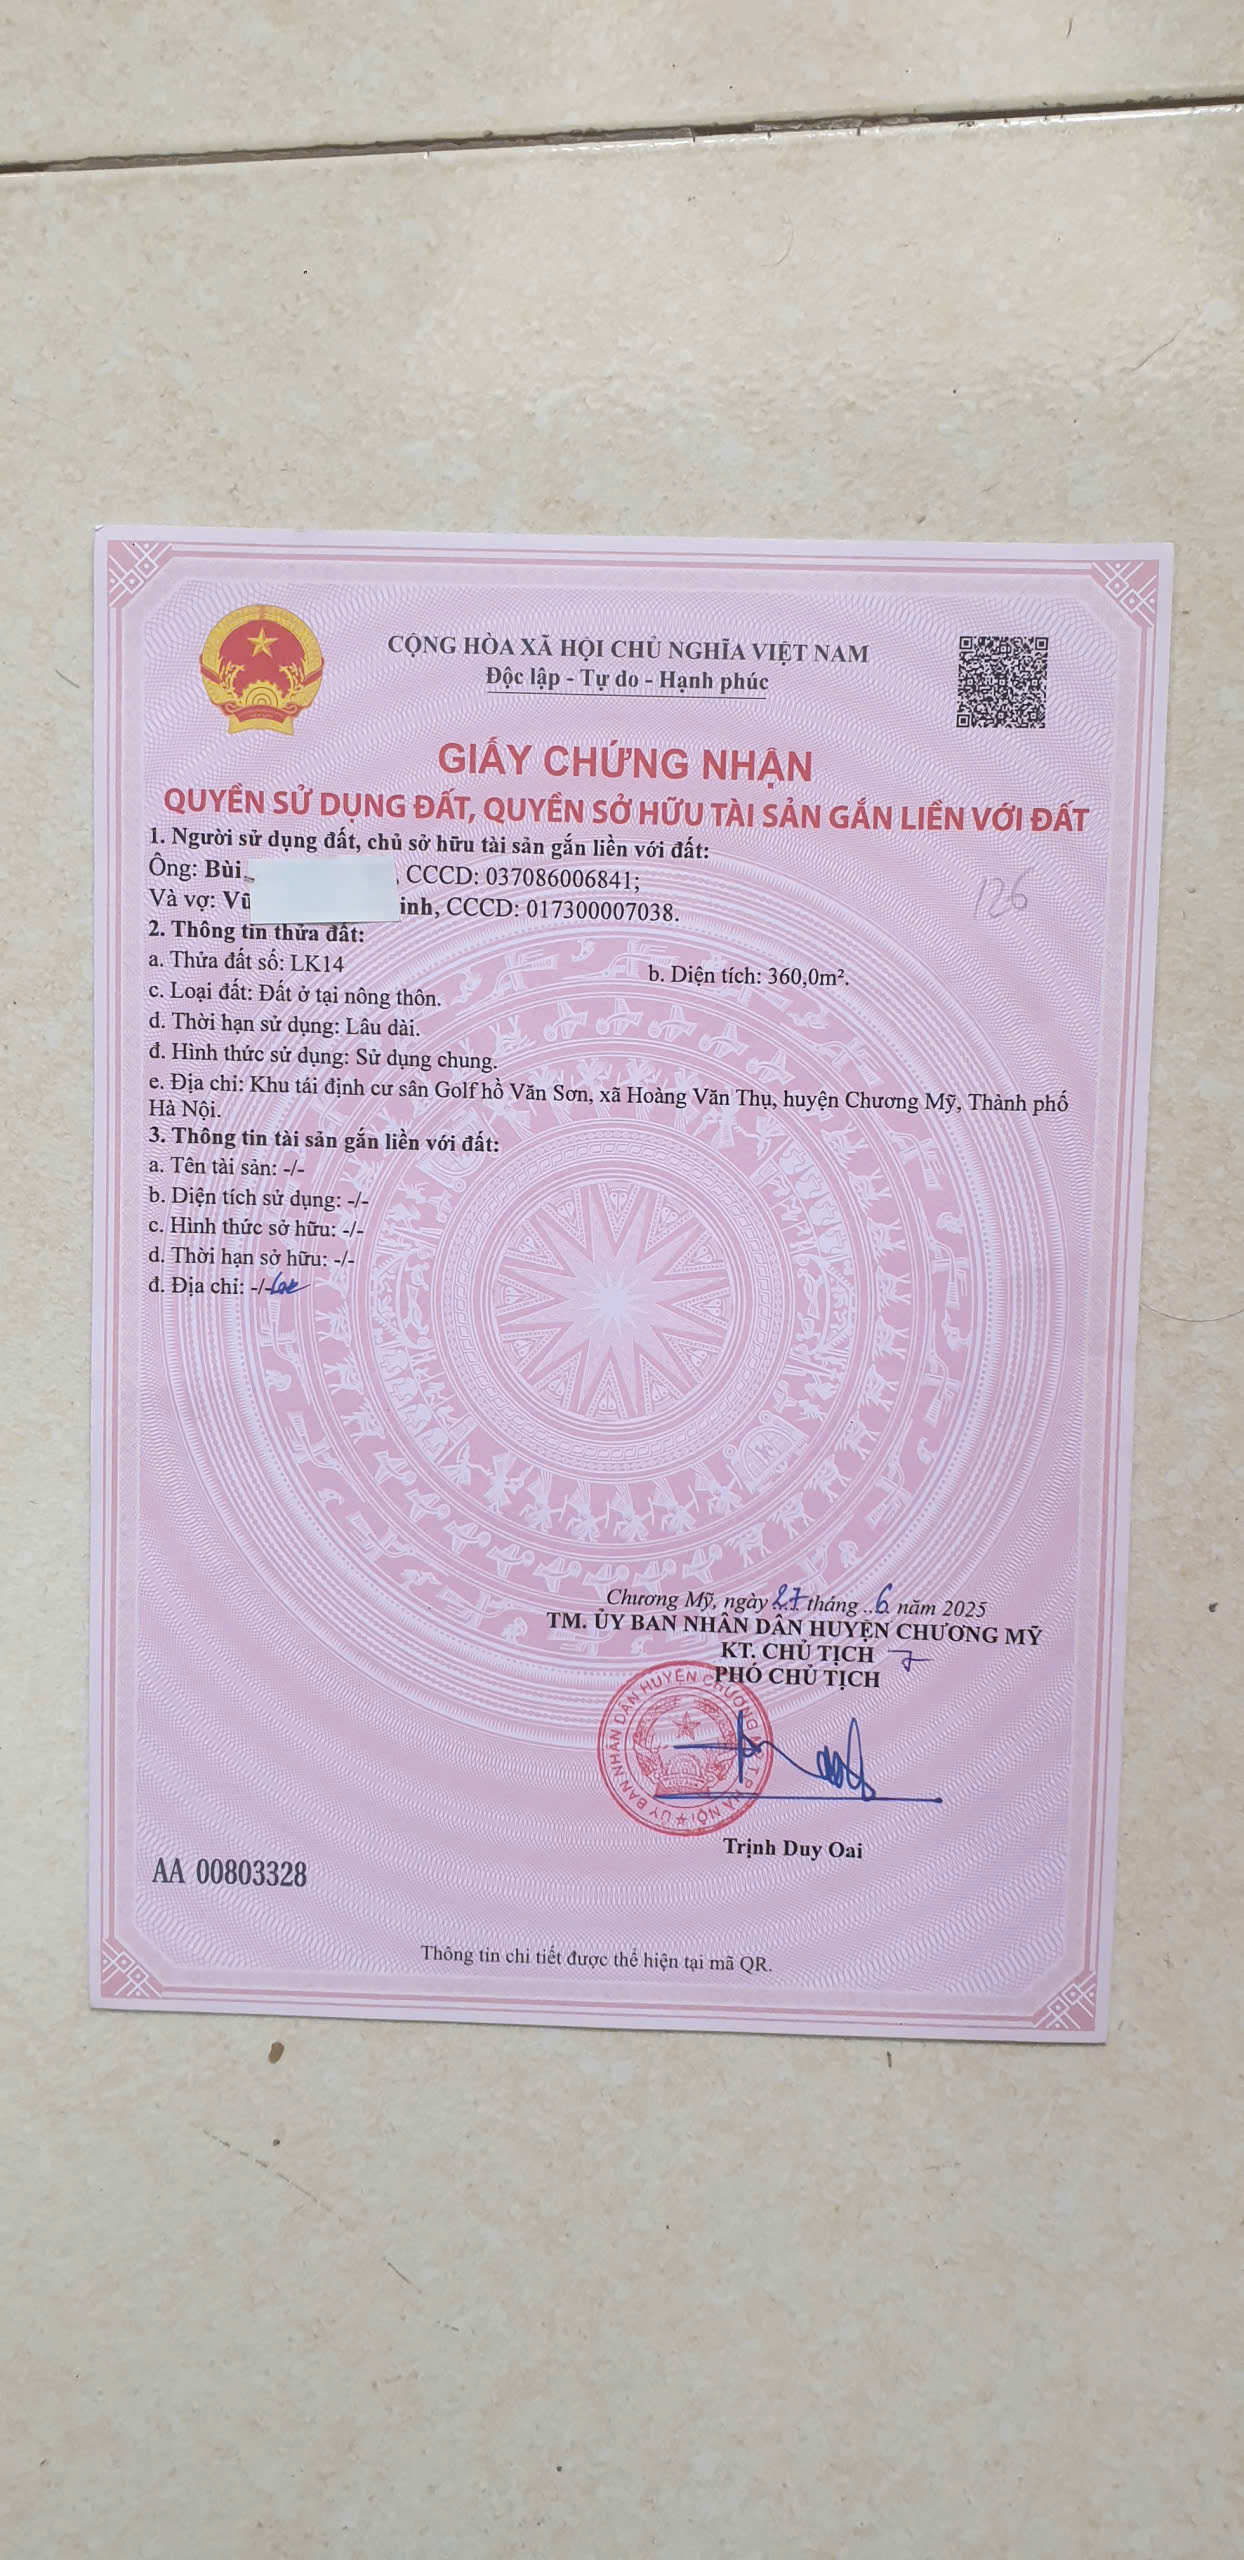 CỘNG HÒA XÃ HỘI CHỦ NGHĨA VIỆT NAM
Độc lập - Tự do - Hạnh phúc
GIẤY CHỨNG NHẬN
QUYỀN SỬ DỤNG ĐẤT, QUYỀN SỞ HỮU TÀI SẢN GẮN LIỀN VỚI ĐẤT
1. Người sử dụng đất, chủ sở hữu tài sản gắn liền với đất:
Ông: Bùi , CCCD: 037086006841;
126
Và vợ: Vũ inh, CCCD: 017300007038.
2. Thông tin thửa đất:
a. Thửa đất số: LK14 b. Diện tích: 360,0m².
c. Loại đất: Đất ở tại nông thôn.
d. Thời hạn sử dụng: Lâu dài.
đ. Hình thức sử dụng: Sử dụng chung.
e. Địa chỉ: Khu tái định cư sân Golf hồ Văn Sơn, xã Hoàng Văn Thụ, huyện Chương Mỹ, Thành phố
Hà Nội.
3. Thông tin tài sản gắn liền với đất:
a. Tên tài sản: -/-
b. Diện tích sử dụng: -/-
c. Hình thức sở hữu: -/-
d. Thời hạn sở hữu: -/-
đ. Địa chỉ: -/-
Chương Mỹ, ngày 27 tháng 6 năm 2025
TM. ỦY BAN NHÂN DÂN HUYỆN CHƯƠNG MỸ
KT. CHỦ TỊCH
PHÓ CHỦ TỊCH
ỦY BAN NHÂN DÂN HUYỆN CHƯƠNG MỸ T.P HÀ NỘI
Trịnh Duy Oai
AA 00803328
Thông tin chi tiết được thể hiện tại mã QR.